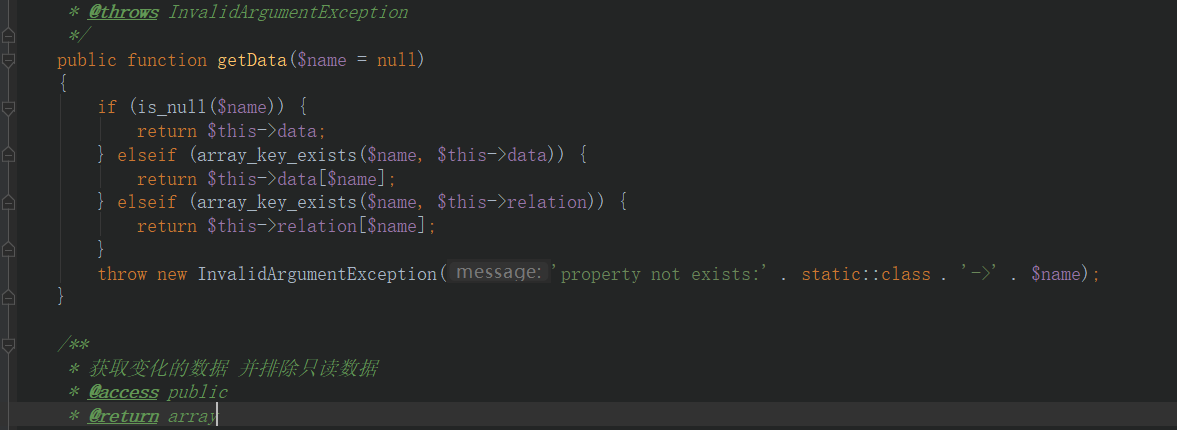 * @throws InvalidArgumentException
*/
public function getData($name = null)
{
if (is_null($name)) {
return $this->data;
} elseif (array_key_exists($name, $this->data)) {
return $this->data[$name];
} elseif (array_key_exists($name, $this->relation)) {
return $this->relation[$name];
}
throw new InvalidArgumentException( message: 'property not exists:' . static::class . '->' . $name);
}
/**
* 获取变化的数据 并排除只读数据
* @access public
* @return array